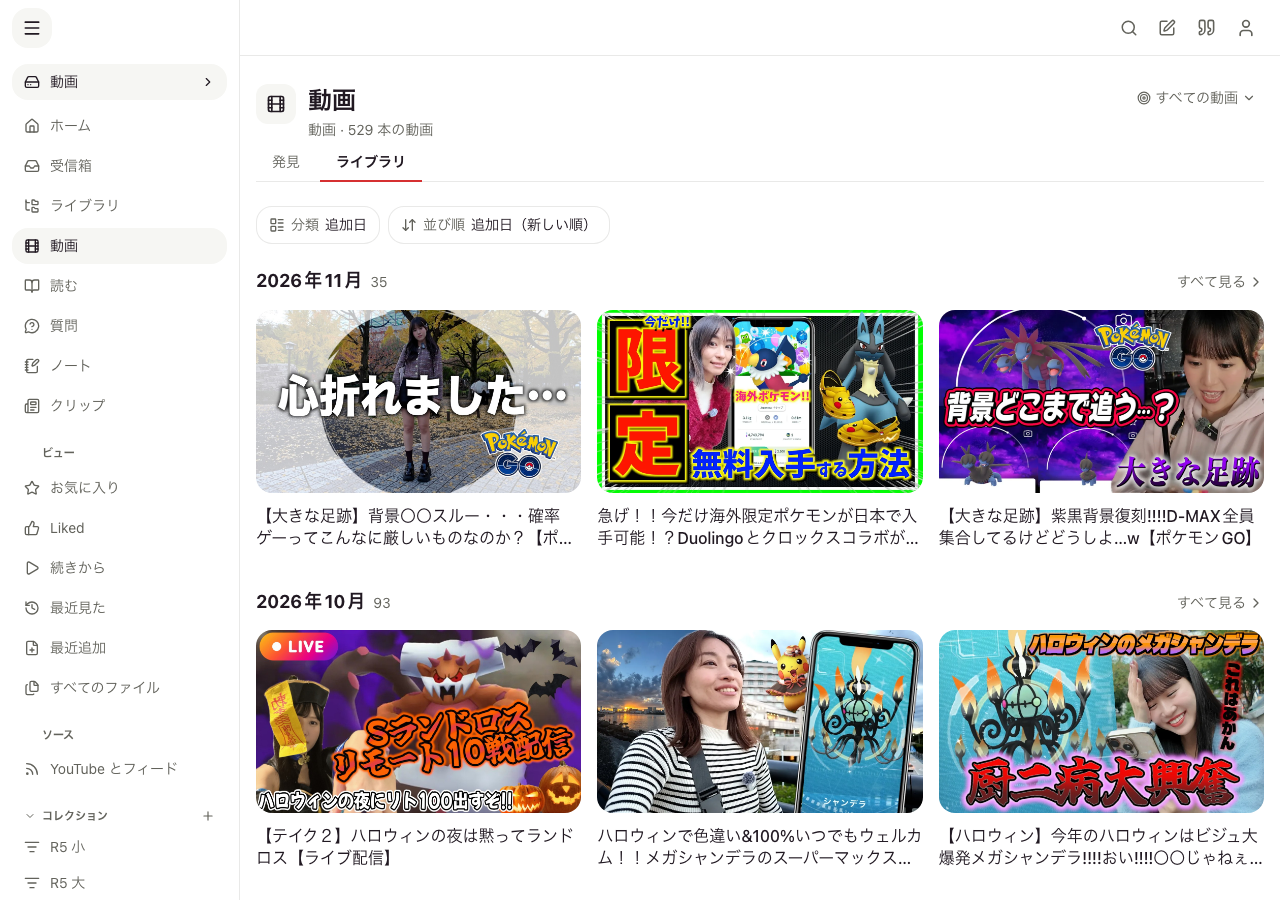 動画
ホーム
受信箱
ライブラリ
動画
読む
質問
ノート
クリップ
ビュー
お気に入り
Liked
続きから
最近見た
最近追加
すべてのファイル
ソース
YouTube とフィード
コレクション
R5 小
R5 大
動画
動画 · 529 本の動画
すべての動画
発見
ライブラリ
分類 追加日
並び順 追加日（新しい順）
2026年11月 35
すべて見る
心折れました…
Pokémon
GO
【大きな足跡】背景〇〇スルー・・・確率
ゲーってこんなに厳しいものなのか？【ポ...
今だけ!!
限定
海外ポケモン!!
無料入手する方法
急げ！！今だけ海外限定ポケモンが日本で入
手可能！？Duolingoとクロックスコラボが...
Pokémon
GO
背景どこまで追う…?
大きな足跡
【大きな足跡】紫黒背景復刻!!!!D-MAX全員
集合してるけどどうしよ...w【ポケモンGO】
2026年10月 93
すべて見る
LIVE
Sランドロス
リモート10戦配信
ハロウィンの夜にリト100出すぞ!!
【テイク２】ハロウィンの夜は黙ってランド
ロス【ライブ配信】
シャンデラ
ハロウィンで色違い&100%いつでもウェルカ
ム！！メガシャンデラのスーパーマックス...
ハロウィンのメガシャンデラ
これはあかん
厨二病大興奮
【ハロウィン】今年のハロウィンはビジュ大
爆発メガシャンデラ!!!!おい!!!!〇〇じゃねぇ...